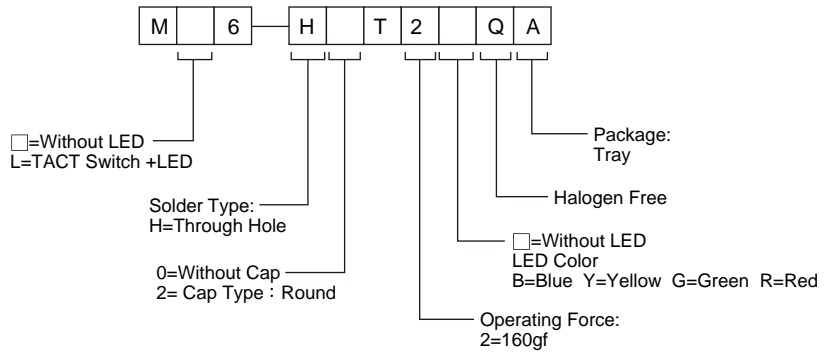 M 6 H T 2 Q A
□=Without LED
L=TACT Switch +LED
Solder Type:
H=Through Hole
0=Without Cap
2= Cap Type：Round
Package:
Tray
Halogen Free
□=Without LED
LED Color
B=Blue Y=Yellow G=Green R=Red
Operating Force:
2=160gf